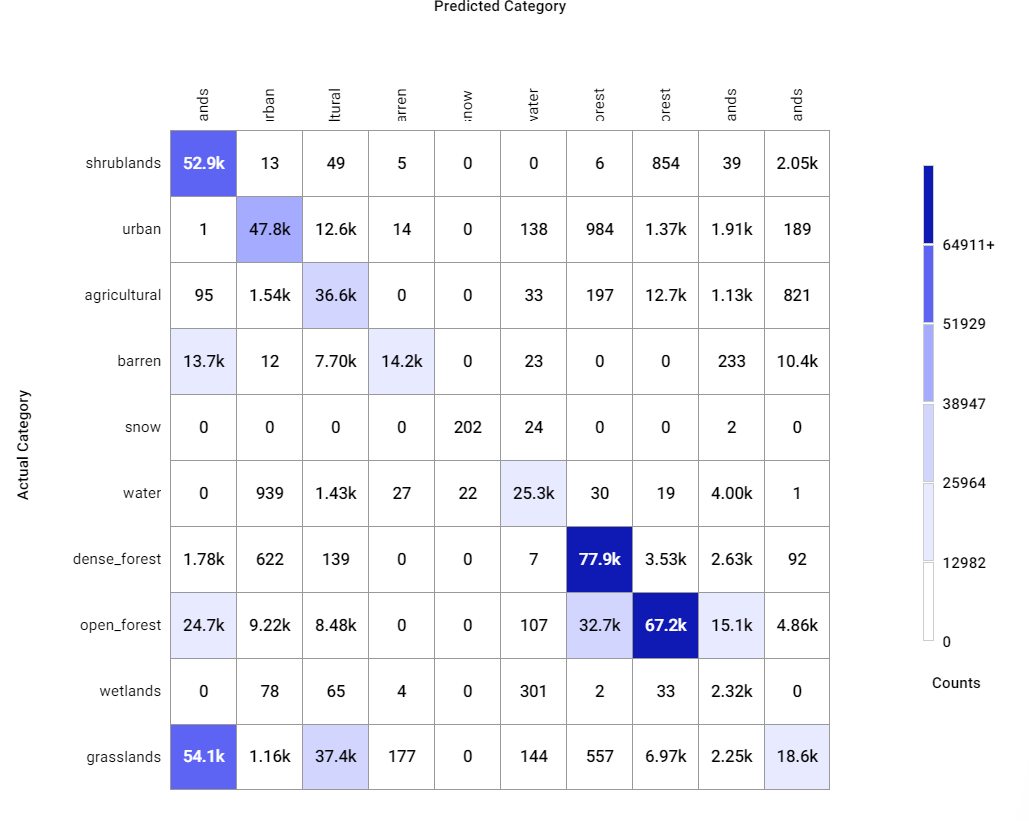 Predicted Category
ands rban ltural arren now vater orest orest ands ands
shrublands 52.9k 13 49 5 0 0 6 854 39 2.05k
urban 1 47.8k 12.6k 14 0 138 984 1.37k 1.91k 189
agricultural 95 1.54k 36.6k 0 0 33 197 12.7k 1.13k 821
barren 13.7k 12 7.70k 14.2k 0 23 0 0 233 10.4k
snow 0 0 0 0 202 24 0 0 2 0
water 0 939 1.43k 27 22 25.3k 30 19 4.00k 1
dense_forest 1.78k 622 139 0 0 7 77.9k 3.53k 2.63k 92
open_forest 24.7k 9.22k 8.48k 0 0 107 32.7k 67.2k 15.1k 4.86k
wetlands 0 78 65 4 0 301 2 33 2.32k 0
grasslands 54.1k 1.16k 37.4k 177 0 144 557 6.97k 2.25k 18.6k
Actual Category
64911+
51929
38947
25964
12982
0
Counts